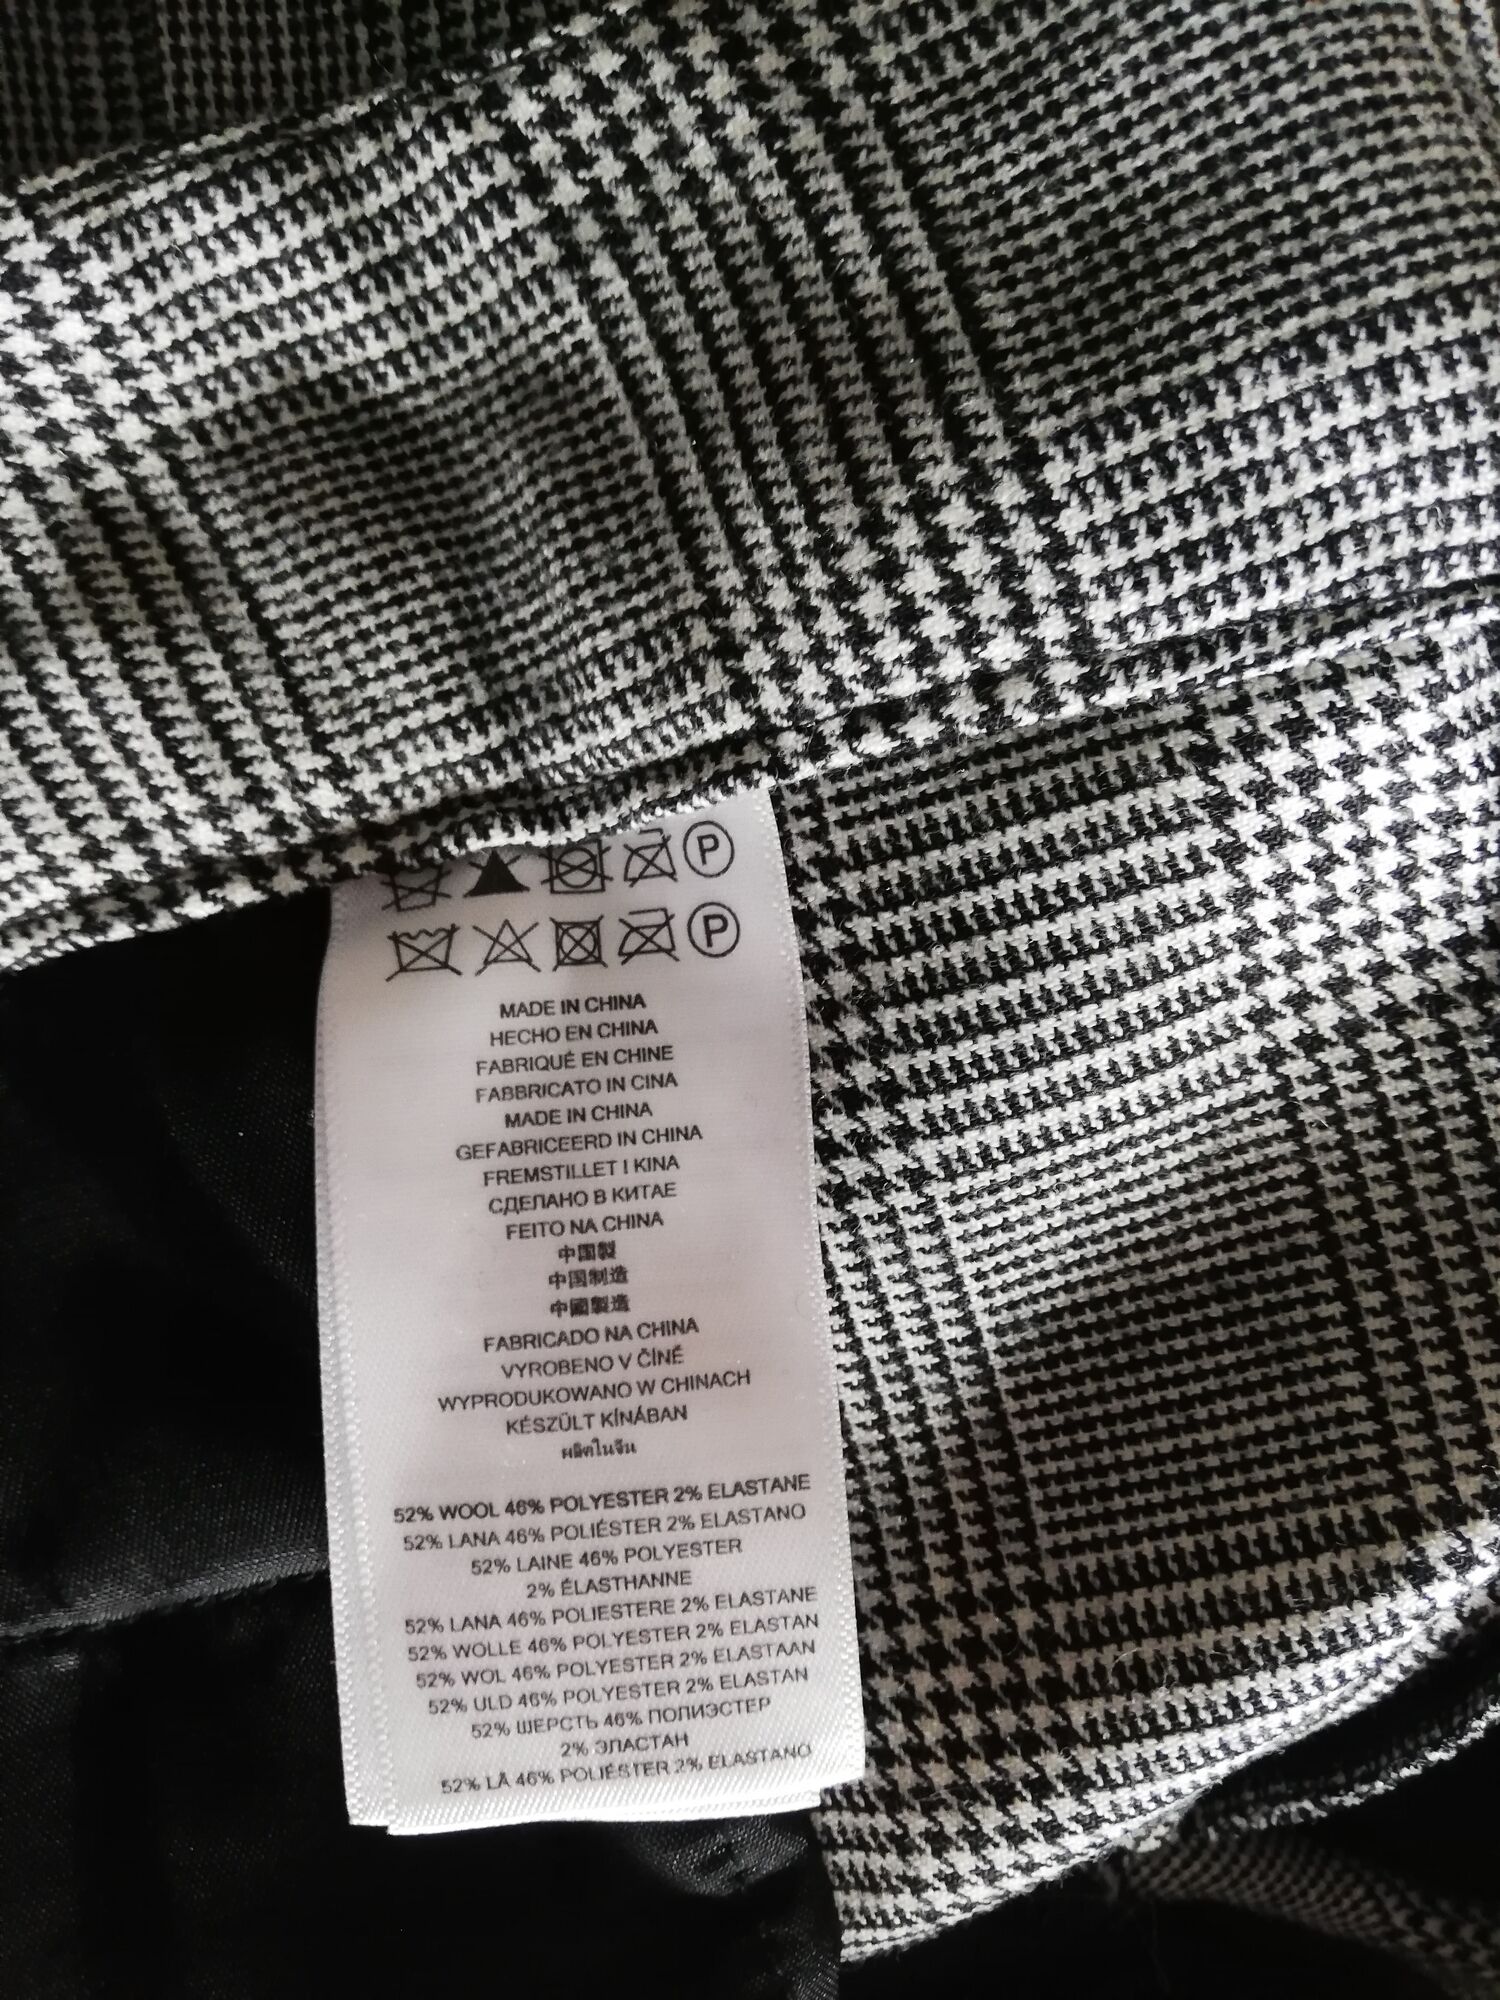 P
P
MADE IN CHINA
HECHO EN CHINA
FABRIQUÉ EN CHINE
FABBRICATO IN CINA
MADE IN CHINA
GEFABRICEERD IN CHINA
FREMSTILLET I KINA
СДЕЛАНО В КИТАЕ
FEITO NA CHINA
中国製
中国制造
中國製造
FABRICADO NA CHINA
VYROBENO V ČÍNĚ
WYPRODUKOWANO W CHINACH
KÉSZÜLT KÍNÁBAN
ผลิตในจีน
52% WOOL 46% POLYESTER 2% ELASTANE
52% LANA 46% POLIÉSTER 2% ELASTANO
52% LAINE 46% POLYESTER
2% ÉLASTHANNE
52% LANA 46% POLIESTERE 2% ELASTANE
52% WOLLE 46% POLYESTER 2% ELASTAN
52% WOL 46% POLYESTER 2% ELASTAAN
52% ULD 46% POLYESTER 2% ELASTAN
52% ШЕРСТЬ 46% ПОЛИЭСТЕР
2% ЭЛАСТАН
52% LÃ 46% POLIÉSTER 2% ELASTANO